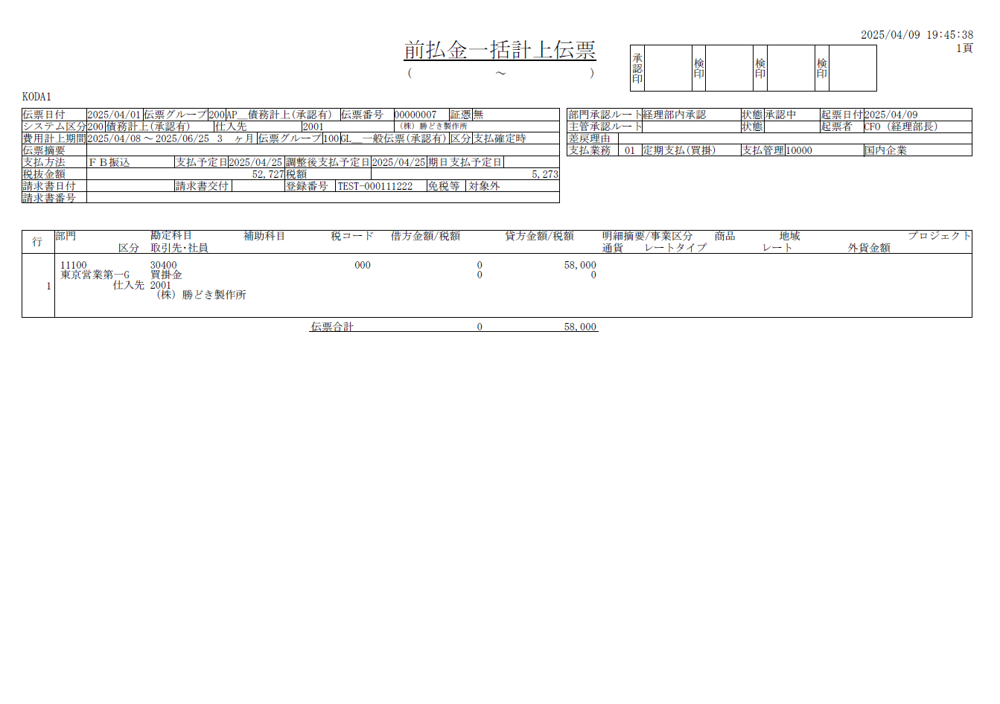 2025/04/09 19:45:38
1頁
前払金一括計上伝票
( ～ )
承認印 検印 検印 検印
KODA1
伝票日付 2025/04/01 伝票グループ 200 AP__債務計上(承認有) 伝票番号 00000007 証憑 無
システム区分 200 債務計上(承認有) 仕入先 2001 (株) 勝どき製作所
費用計上期間 2025/04/08 ～ 2025/06/25 3 ヶ月 伝票グループ 100 GL__一般伝票(承認有) 区分 支払確定時
伝票摘要
支払方法 ＦＢ振込 支払予定日 2025/04/25 調整後支払予定日 2025/04/25 期日支払予定日
税抜金額 52,727 税額 5,273
請求書日付 請求書交付 登録番号 TEST-000111222 免税等 対象外
請求書番号
部門承認ルート 経理部内承認 状態 承認中 起票日付 2025/04/09
主管承認ルート 状態 起票者 CFO (経理部長)
差戻理由
支払業務 01 定期支払(買掛) 支払管理 10000 国内企業
行 部門 勘定科目 補助科目 税コード 借方金額/税額 貸方金額/税額 明細摘要/事業区分 商品 地域 プロジェクト
区分 取引先･社員 通貨 レートタイプ レート 外貨金額
11100 30400 000 0 58,000
東京営業第一G 買掛金 0 0
1 仕入先 2001
(株) 勝どき製作所
伝票合計 0 58,000